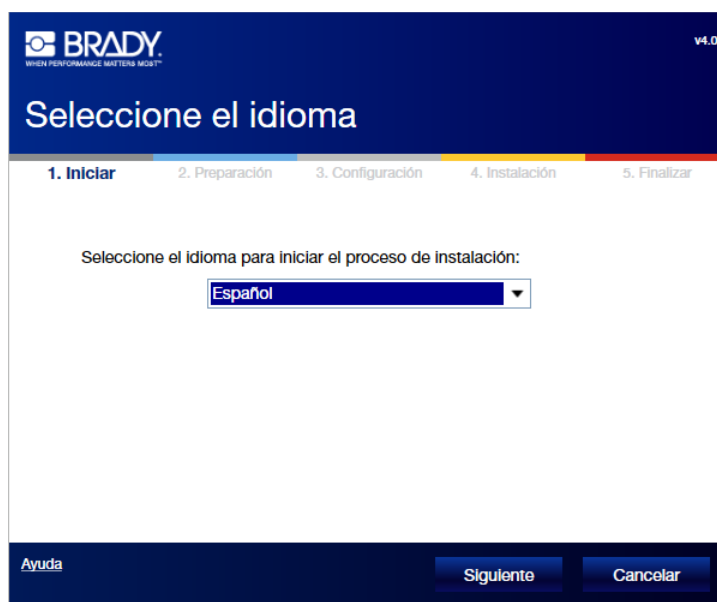 BRADY.
WHEN PERFORMANCE MATTERS MOST™
v4.0
Seleccione el idioma
1. Iniciar
2. Preparación
3. Configuración
4. Instalación
5. Finalizar
Seleccione el idioma para iniciar el proceso de instalación:
Español
Ayuda
Siguiente
Cancelar